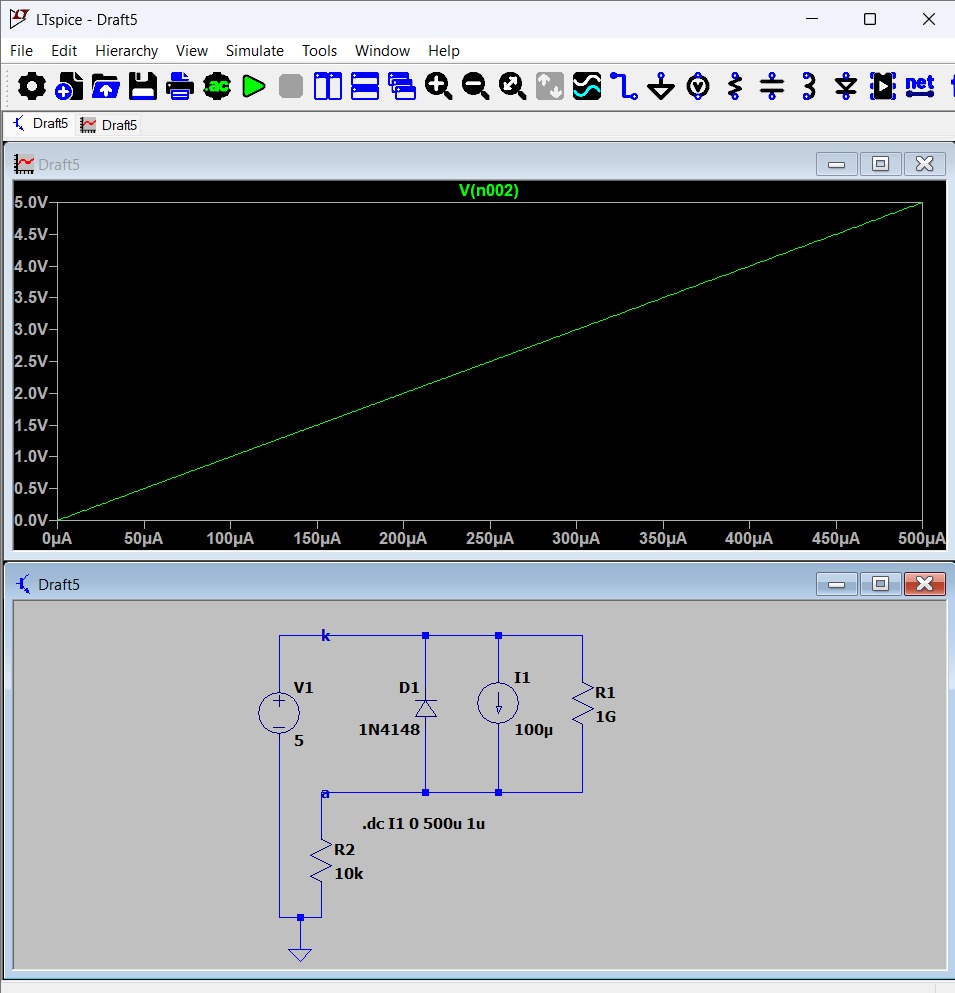 LTspice - Draft5
File Edit Hierarchy View Simulate Tools Window Help
.ac net
Draft5 Draft5
Draft5
V(n002)
5.0V
4.5V
4.0V
3.5V
3.0V
2.5V
2.0V
1.5V
1.0V
0.5V
0.0V
0µA 50µA 100µA 150µA 200µA 250µA 300µA 350µA 400µA 450µA 500µA
Draft5
k
V1
5
D1
1N4148
I1
100µ
R1
1G
a
.dc I1 0 500u 1u
R2
10k